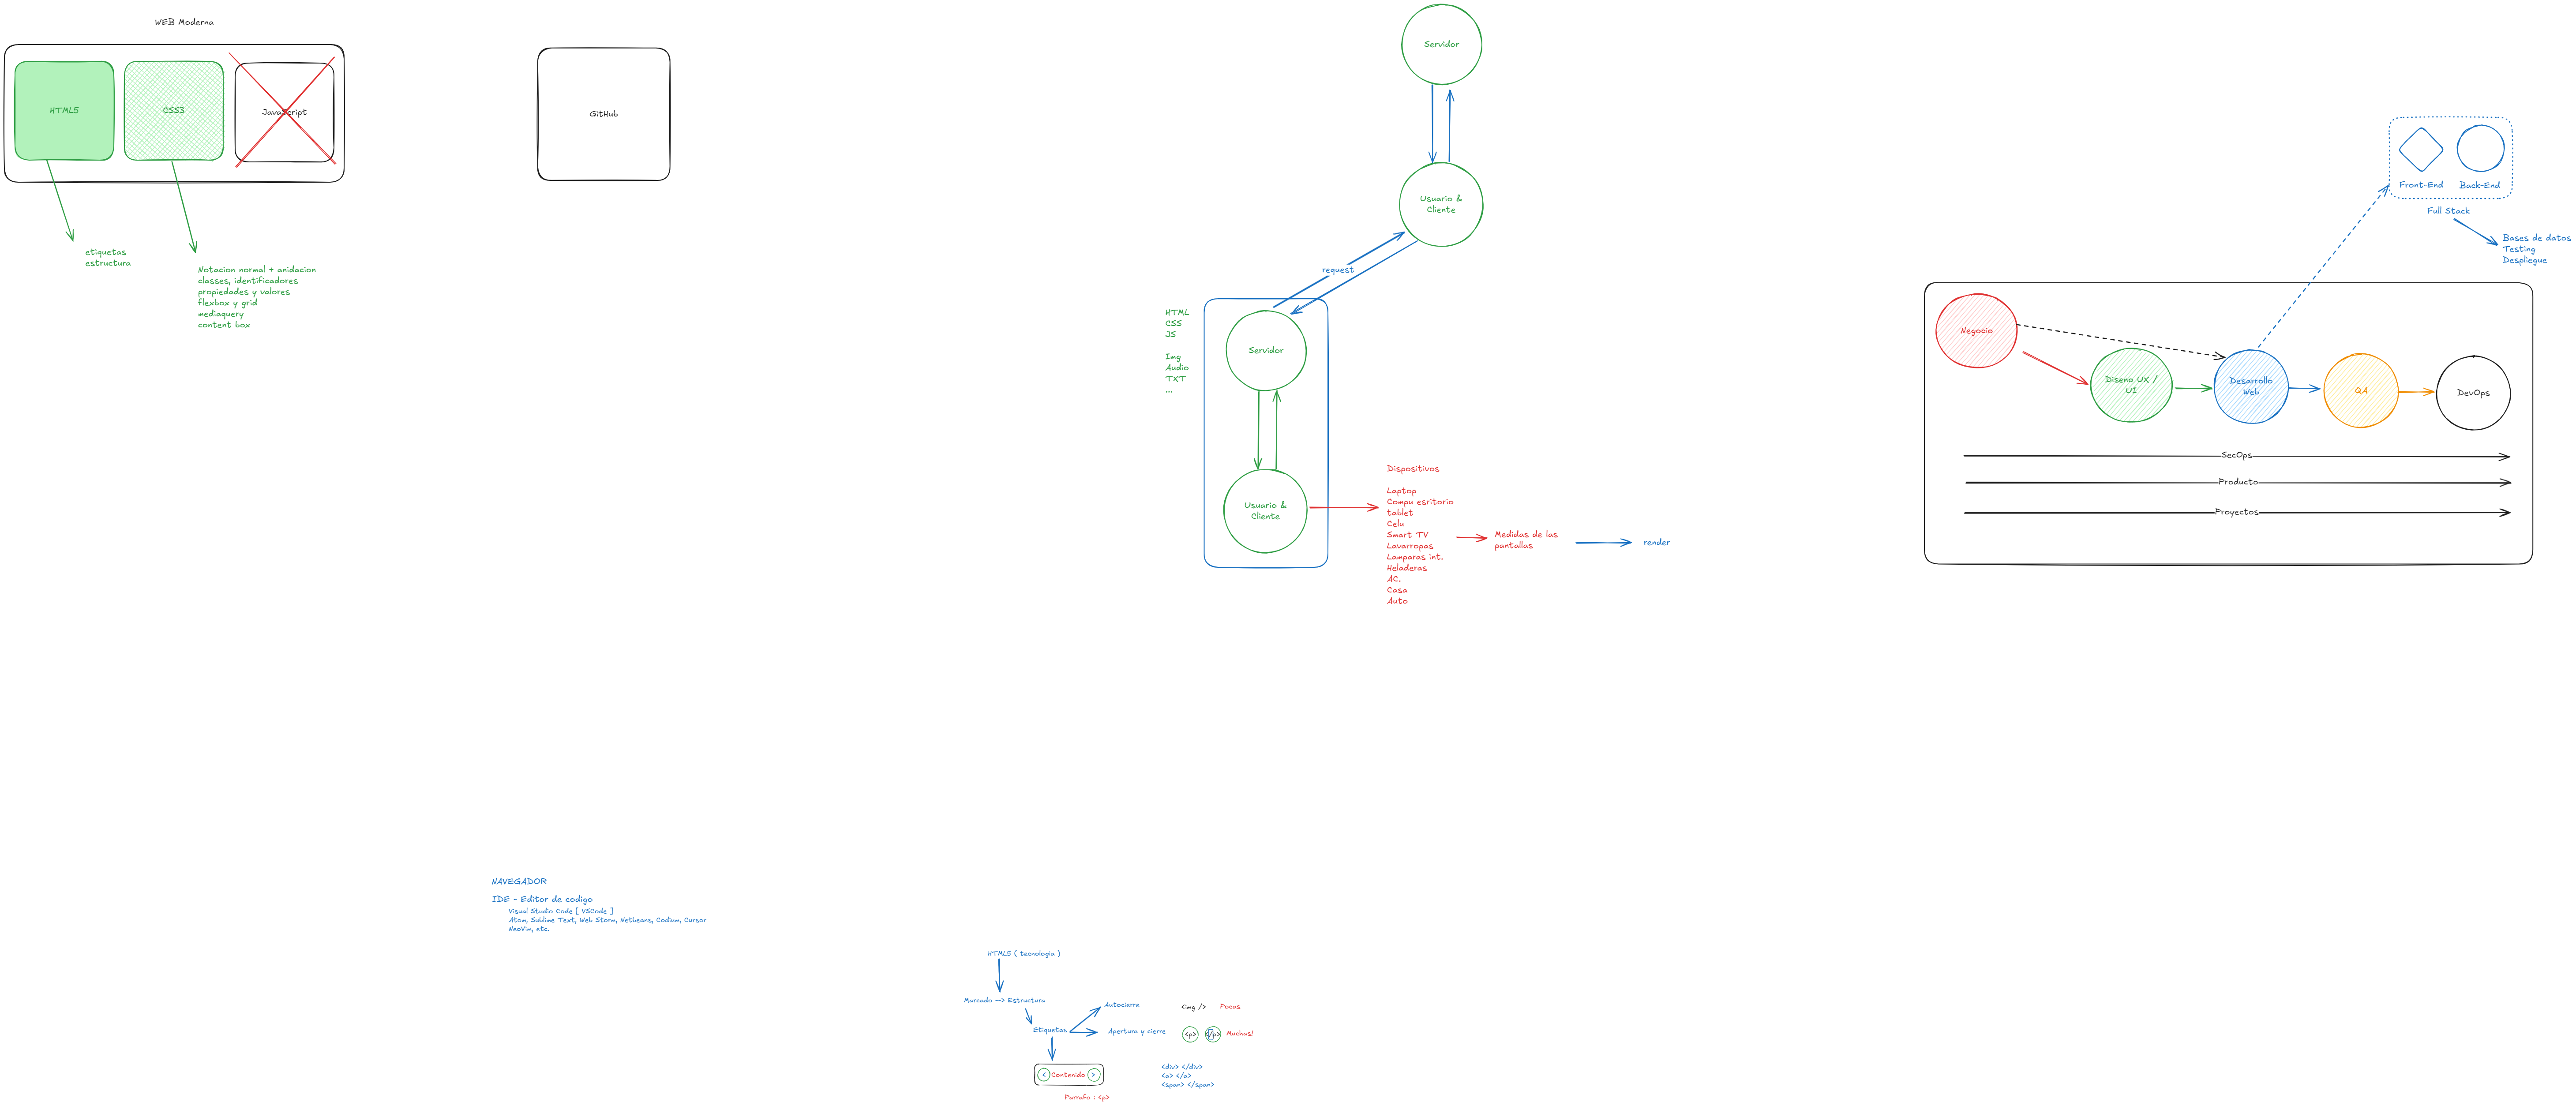 WEB Moderna
HTML5
CSS3
JavaScript
etiquetas
estructura
Notacion normal + anidacion
classes, identificadores
propiedades y valores
flexbox y grid
mediaquery
content box
GitHub
Servidor
Usuario &
Cliente
request
HTML
CSS
JS
Img
Audio
TXT
...
Servidor
Usuario &
Cliente
Dispositivos
Laptop
Compu esritorio
tablet
Celu
Smart TV
Lavarropas
Lamparas int.
Heladeras
AC.
Casa
Auto
Medidas de las
pantallas
render
Front-End
Back-End
Full Stack
Bases de datos
Testing
Despliegue
Negocio
Diseno UX /
UI
Desarrollo
Web
QA
DevOps
SecOps
Producto
Proyectos
NAVEGADOR
IDE - Editor de codigo
Visual Studio Code [ VSCode ]
Atom, Sublime Text, Web Storm, Netbeans, Codium, Cursor
NeoVim, etc.
HTML5 ( tecnologia )
Marcado --> Estructura
Etiquetas
Autocierre
<img />
Pocas
Apertura y cierre
<p>
</p>
Muchas!
< Contenido >
Parrafo : <p>
<div> </div>
<a> </a>
<span> </span>